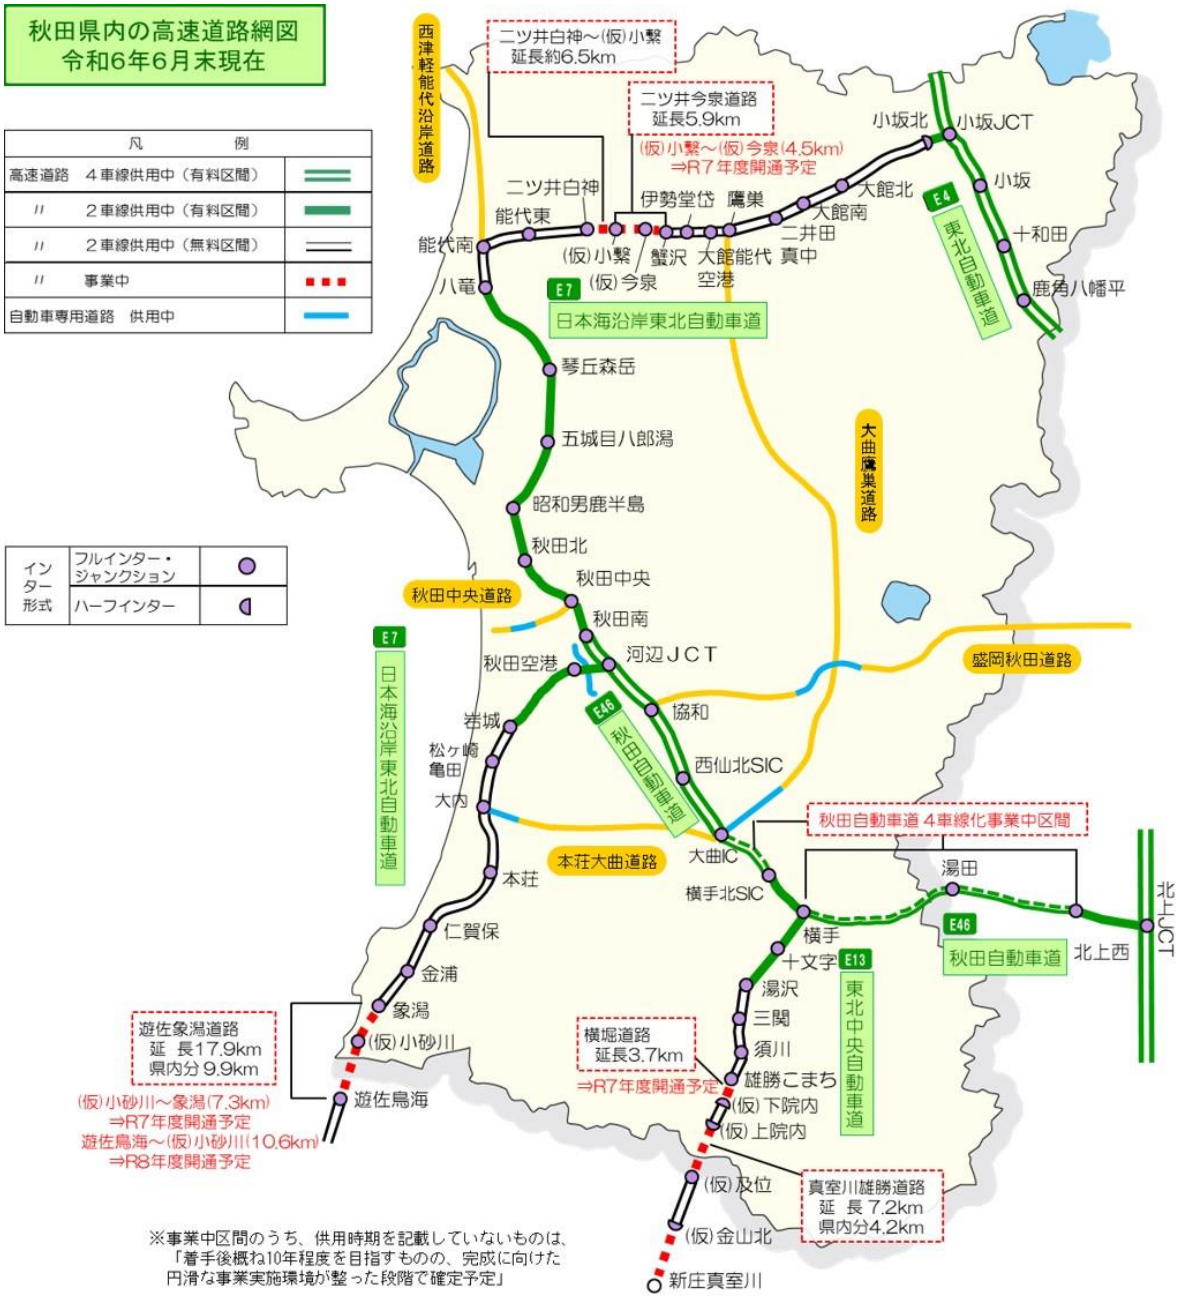 秋田県内の高速道路網図
令和6年6月末現在
凡　例
高速道路　４車線供用中（有料区間）
〃　２車線供用中（有料区間）
〃　２車線供用中（無料区間）
〃　事業中
自動車専用道路　供用中
西津軽能代沿岸道路
二ツ井白神～(仮)小繋
延長約6.5km
二ツ井今泉道路
延長5.9km
(仮)小繋～(仮)今泉(4.5km)
⇒R7年度開通予定
小坂北
小坂JCT
小坂
十和田
鹿角八幡平
E4
東北自動車道
大館北
大館南
二井田
真中
鷹巣
伊勢堂岱
大館能代
空港
蟹沢
(仮)今泉
(仮)小繋
二ツ井白神
能代東
能代南
八竜
E7
日本海沿岸東北自動車道
琴丘森岳
五城目八郎潟
昭和男鹿半島
秋田北
秋田中央
秋田南
河辺ＪＣＴ
秋田空港
大曲鷹巣道路
インター形式
フルインター・
ジャンクション
ハーフインター
秋田中央道路
盛岡秋田道路
E7
日本海沿岸東北自動車道
E46
秋田自動車道
協和
西仙北SIC
大曲IC
横手北SIC
岩城
松ヶ崎
亀田
大内
本荘
仁賀保
金浦
象潟
(仮)小砂川
遊佐鳥海
本荘大曲道路
秋田自動車道４車線化事業中区間
湯田
横手
北上西
北上JCT
E46
秋田自動車道
十文字
E13
東北中央自動車道
湯沢
三関
須川
雄勝こまち
(仮)下院内
(仮)上院内
(仮)及位
(仮)金山北
新庄真室川
遊佐象潟道路
延 長17.9km
県内分 9.9km
(仮)小砂川～象潟(7.3km)
⇒R7年度開通予定
遊佐鳥海～(仮)小砂川(10.6km)
⇒R8年度開通予定
横堀道路
延長3.7km
⇒R7年度開通予定
真室川雄勝道路
延 長 7.2km
県内分4.2km
※事業中区間のうち、供用時期を記載していないものは、
「着手後概ね10年程度を目指すものの、完成に向けた
円滑な事業実施環境が整った段階で確定予定」